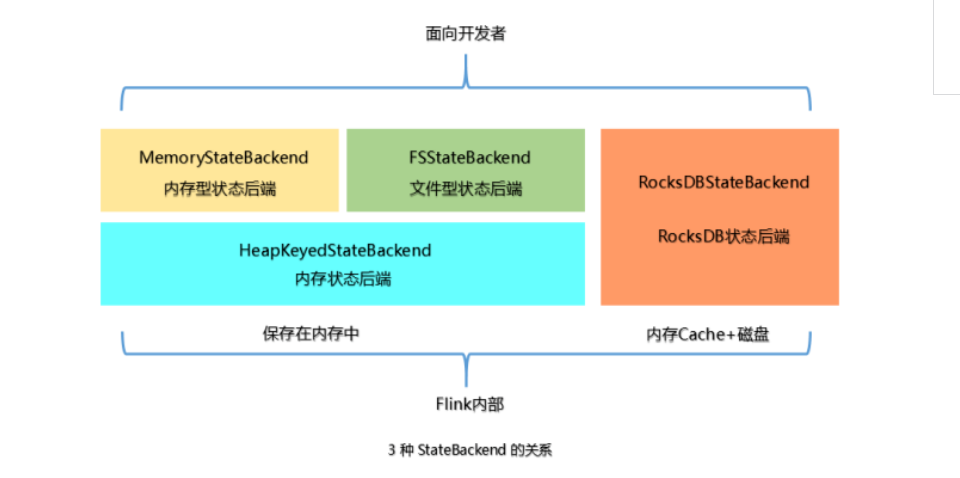 面向开发者
MemoryStateBackend
内存型状态后端
FSStateBackend
文件型状态后端
RocksDBStateBackend
RocksDB状态后端
HeapKeyedStateBackend
内存状态后端
保存在内存中
内存Cache+磁盘
Flink内部
3 种 StateBackend 的关系